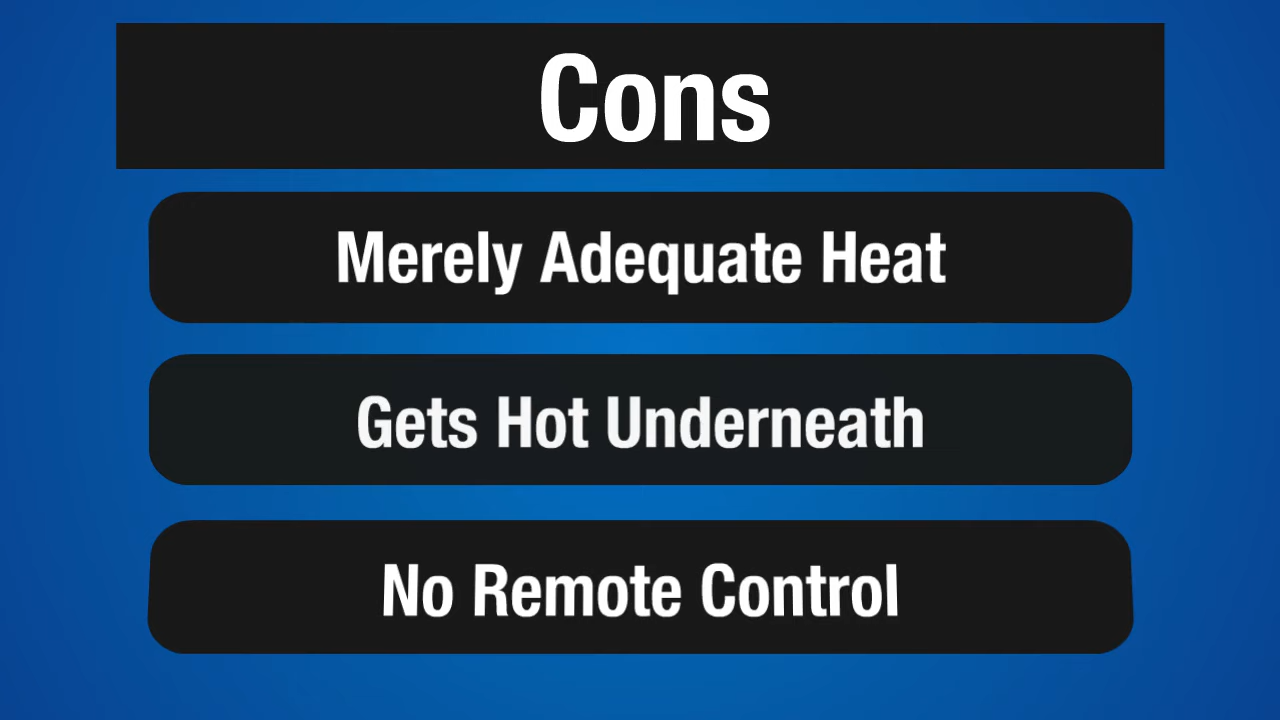 Cons
Merely Adequate Heat
Gets Hot Underneath
No Remote Control